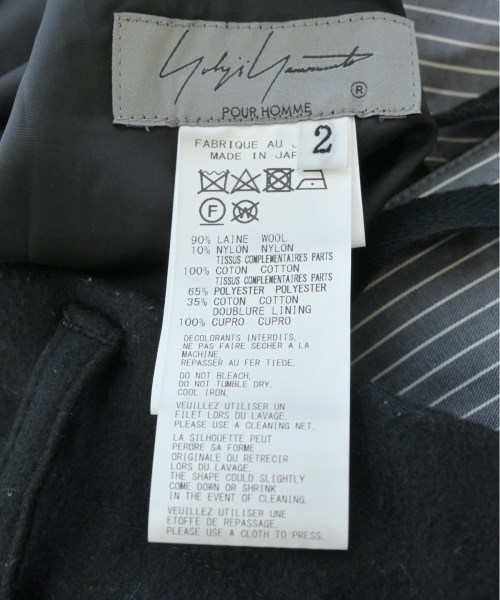 Yohji Yamamoto
®
POUR HOMME
2
FABRIQUE AU J
MADE IN JAP
F
W
90% LAINE WOOL
10% NYLON NYLON
TISSUS COMPLEMENTAIRES PARTS
100% COTON COTTON
TISSUS COMPLEMENTAIRES PARTS
65% POLYESTER POLYESTER
35% COTON COTTON
DOUBLURE LINING
100% CUPRO CUPRO
DECOLORANTS INTERDITS.
NE PAS FAIRE SECHER A LA
MACHINE.
REPASSER AU FER TIEDE.
DO NOT BLEACH.
DO NOT TUMBLE DRY.
COOL IRON.
VEUILLEZ UTILISER UN
FILET LORS DU LAVAGE.
PLEASE USE A CLEANING NET.
LA SILHOUETTE PEUT
PERDRE SA FORME
ORIGINALE OU RETRECIR
LORS DU LAVAGE.
THE SHAPE COULD SLIGHTLY
COME DOWN OR SHRINK
IN THE EVENT OF CLEANING.
VEUILLEZ UTILISER UNE
ETOFFE DE REPASSAGE.
PLEASE USE A CLOTH TO PRESS.